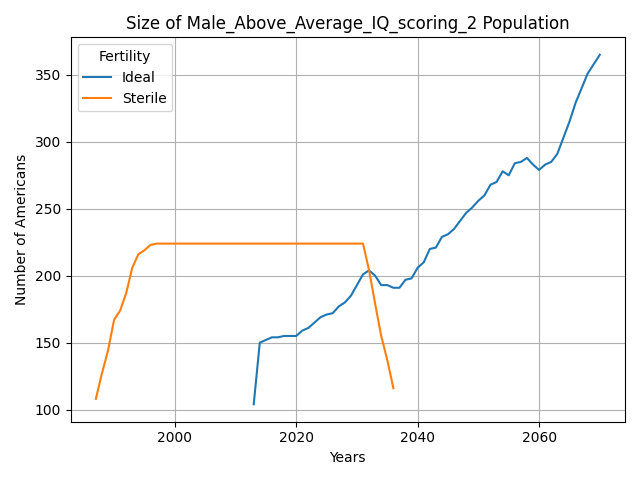 Size of Male_Above_Average_IQ_scoring_2 Population
Fertility
Ideal
Sterile
Number of Americans
350
300
250
200
150
100
2000 2020 2040 2060
Years